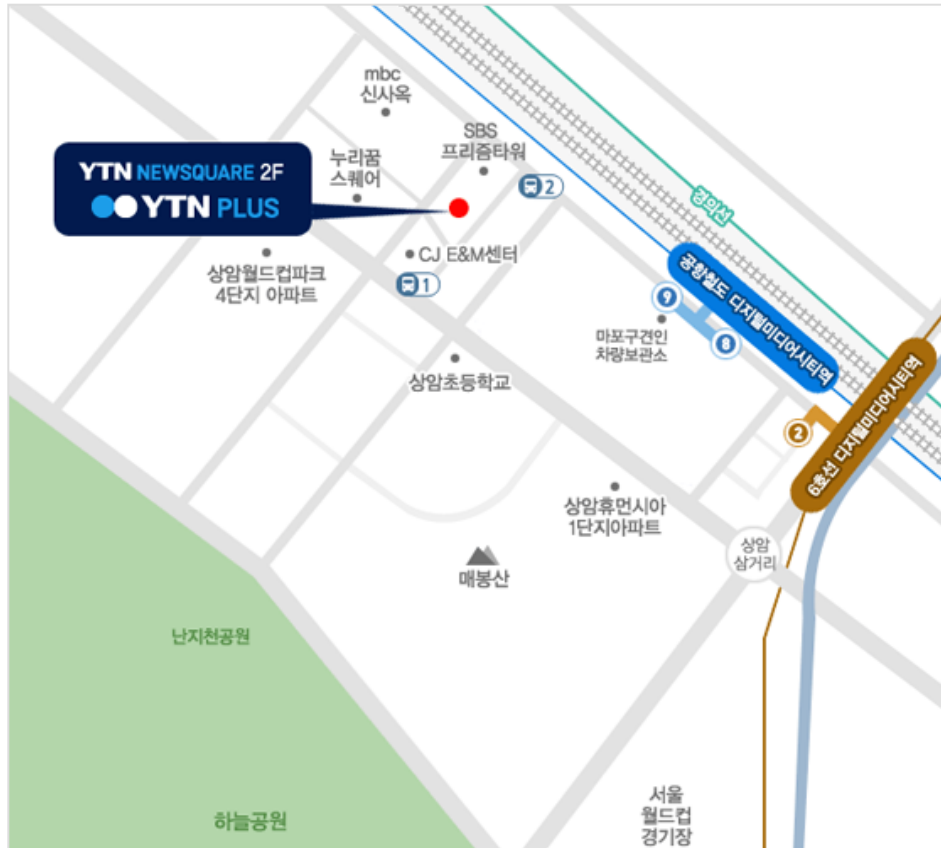 mbc
신사옥
SBS
프리즘타워
누리꿈
스퀘어
2
YTN NEWSQUARE 2F
YTN PLUS
CJ E&M센터
1
상암월드컵파크
4단지 아파트
경의선
공항철도 디지털미디어시티역
9
8
마포구견인
차량보관소
상암초등학교
2
6호선 디지털미디어시티역
상암휴먼시아
1단지아파트
상암
삼거리
매봉산
난지천공원
하늘공원
서울
월드컵
경기장